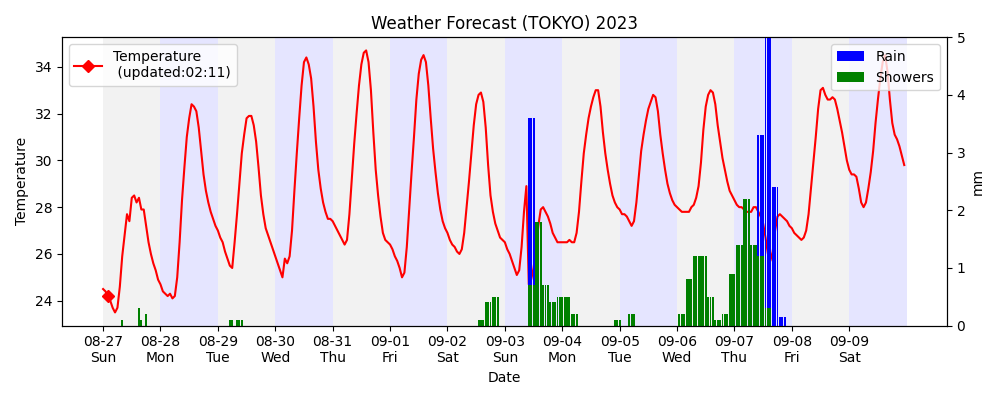 Weather Forecast (TOKYO) 2023
Temperature
(updated:02:11)
Rain
Showers
Temperature
34
32
30
28
26
24
5
4
3
2
1
0
mm
08-27 08-28 08-29 08-30 08-31 09-01 09-02 09-03 09-04 09-05 09-06 09-07 09-08 09-09
Sun Mon Tue Wed Thu Fri Sat Sun Mon Tue Wed Thu Fri Sat
Date